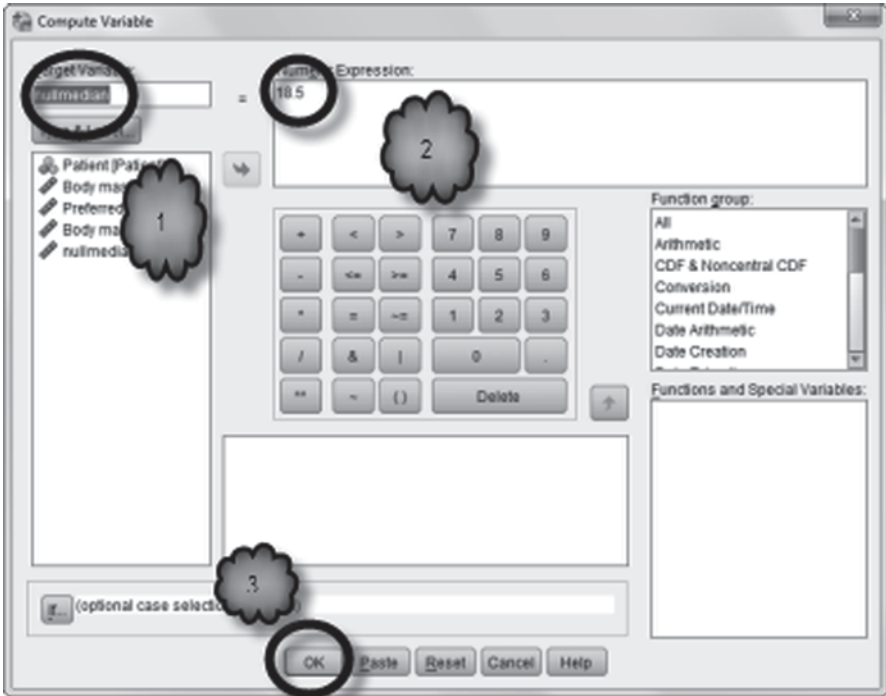 Compute Variable
Target Variable:
Numeric Expression:
nullmedian
=
18.5
2
Patient [Patie
Body mas
Preferred
Body ma
nullmedia
1
Function group:
All
Arithmetic
CDF & Noncentral CDF
Conversion
Current Date/Time
Date Arithmetic
Date Creation
+ < > 7 8 9
- <= >= 4 5 6
* = ~= 1 2 3
/ & | 0 .
** ~ ( ) Delete
Functions and Special Variables:
3
If... (optional case selectio
OK Paste Reset Cancel Help